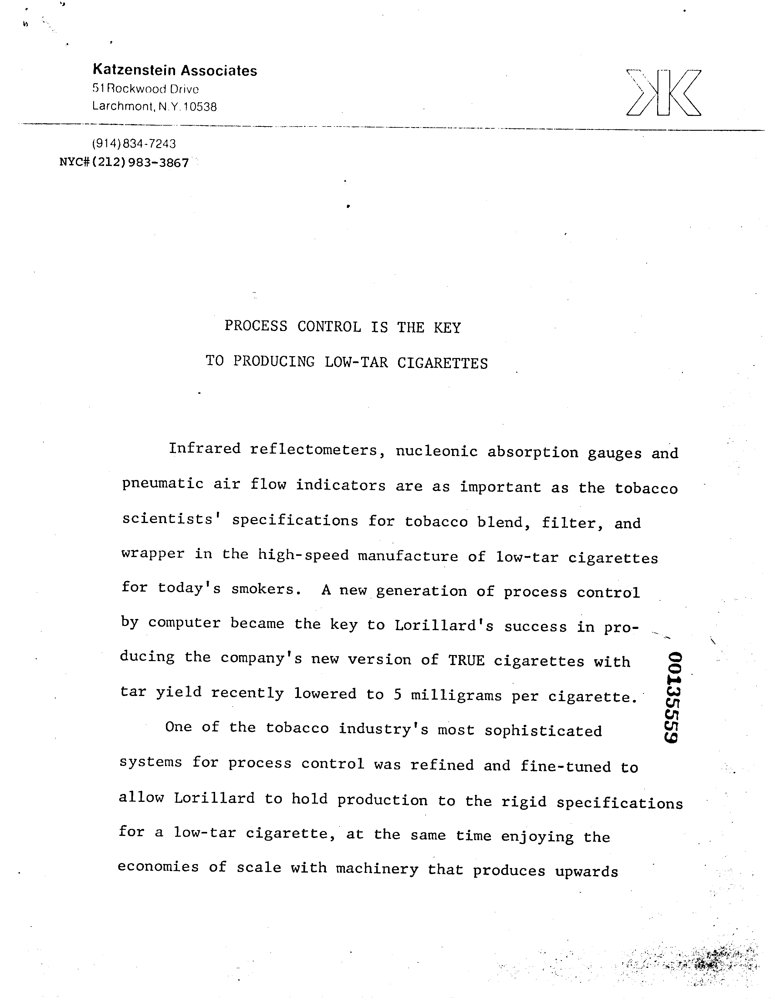 Katzenstein Associates
51 Rockwood Drive
Larchmont, N.Y. 10538
(914) 834-7243
NYC# (212) 983-3867
PROCESS CONTROL IS THE KEY
TO PRODUCING LOW-TAR CIGARETTES
Infrared reflectometers, nucleonic absorption gauges and
pneumatic air flow indicators are as important as the tobacco
scientists' specifications for tobacco blend, filter, and
wrapper in the high-speed manufacture of low-tar cigarettes
for today's smokers. A new generation of process control
by computer became the key to Lorillard's success in pro-
ducing the company's new version of TRUE cigarettes with
tar yield recently lowered to 5 milligrams per cigarette.
One of the tobacco industry's most sophisticated
systems for process control was refined and fine-tuned to
allow Lorillard to hold production to the rigid specifications
for a low-tar cigarette, at the same time enjoying the
economies of scale with machinery that produces upwards
00135559